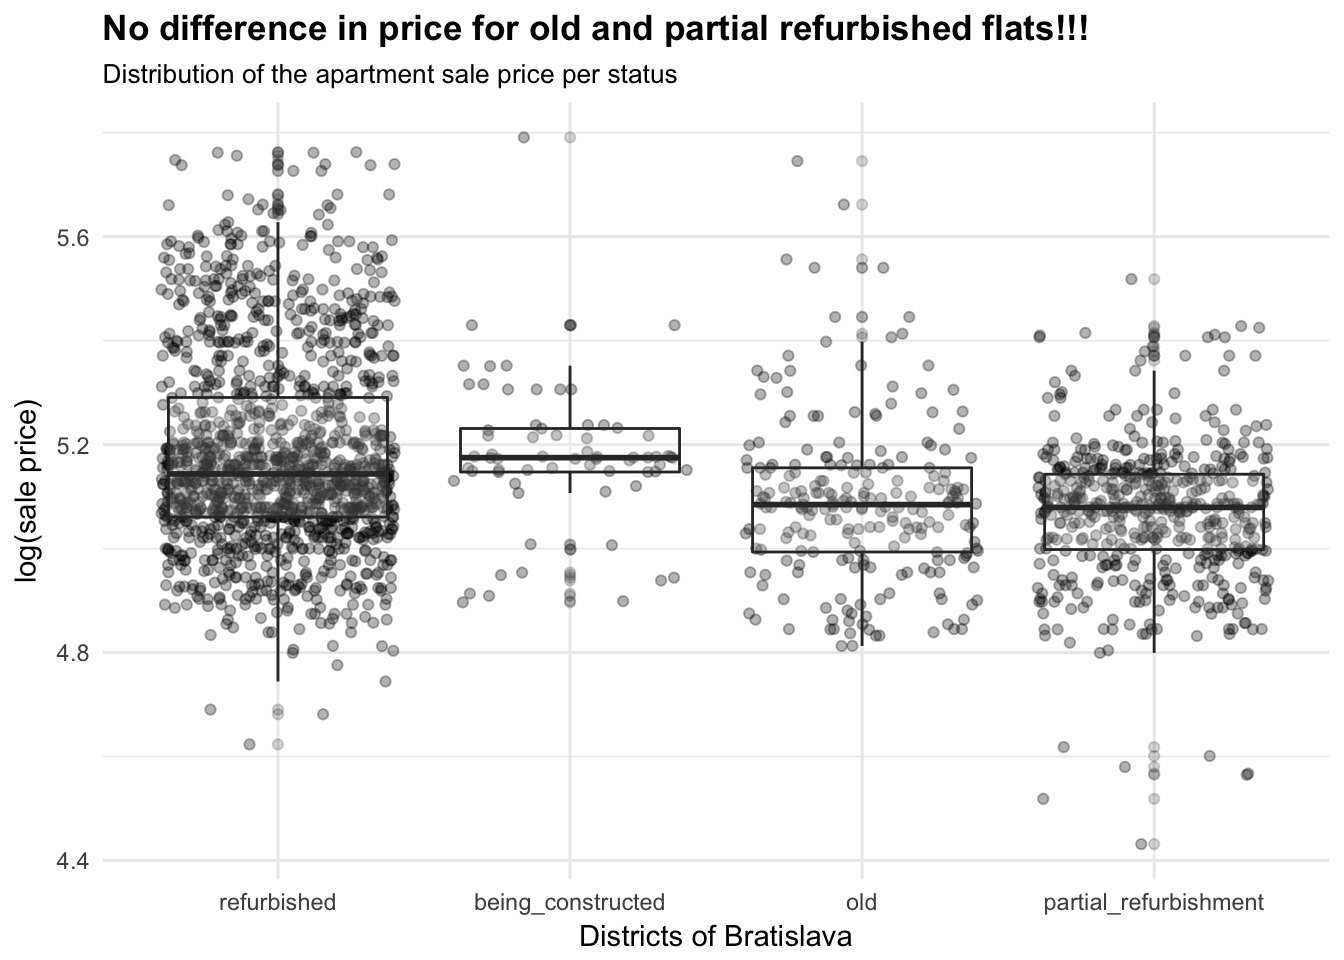 No difference in price for old and partial refurbished flats!!!
Distribution of the apartment sale price per status
log(sale price)
5.6
5.2
4.8
4.4
refurbished being_constructed old partial_refurbishment
Districts of Bratislava